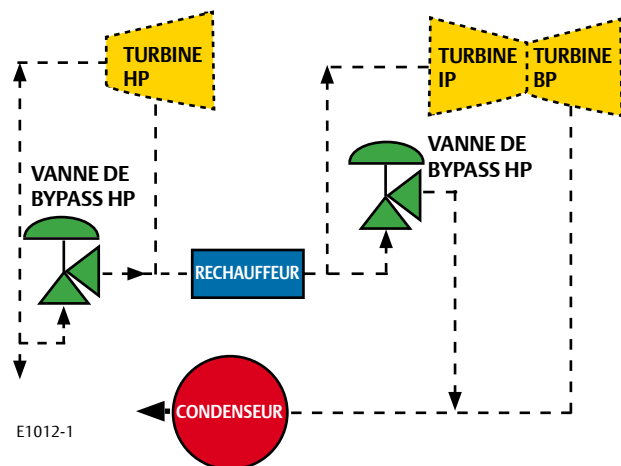 TURBINE
HP
TURBINE
IP
TURBINE
BP
VANNE DE
BYPASS HP
VANNE DE
BYPASS HP
RECHAUFFEUR
CONDENSEUR
E1012-1